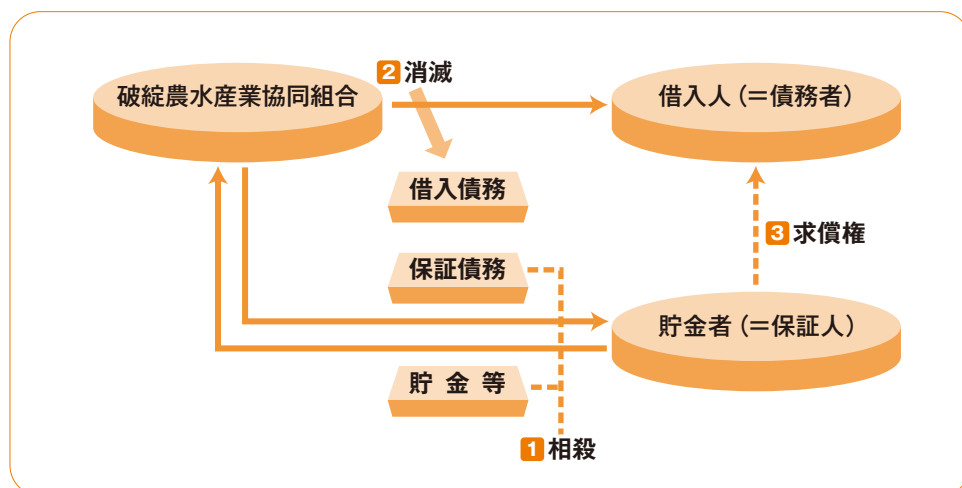 2 消滅
破綻農水産業協同組合
借入人（＝債務者）
借入債務
3 求償権
保証債務
貯金者（＝保証人）
貯金等
1 相殺